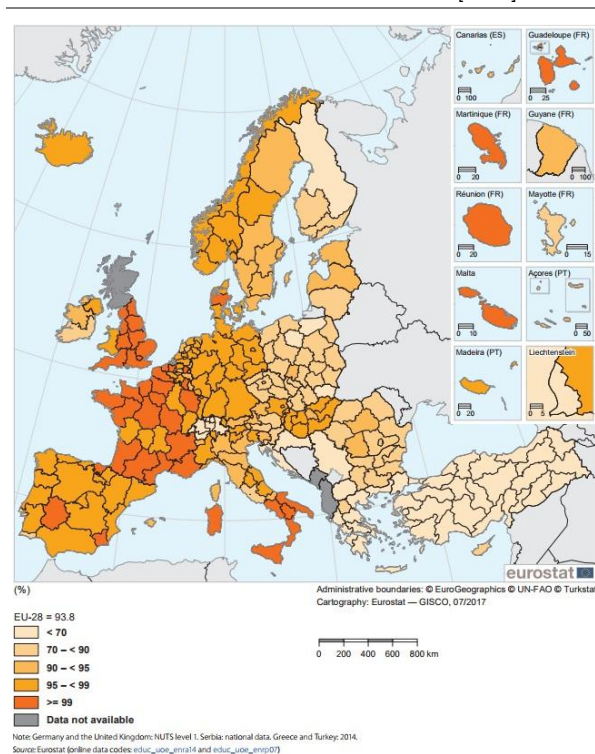 Canarias (ES)
0 100
Guadeloupe (FR)
0 25
Martinique (FR)
0 20
Guyane (FR)
0 100
Réunion (FR)
0 20
Mayotte (FR)
0 15
Malta
0 10
Açores (PT)
0 50
Madeira (PT)
0 20
Liechtenstein
0 5
eurostat
(%)
Administrative boundaries: © EuroGeographics © UN-FAO © Turkstat
Cartography: Eurostat — GISCO, 07/2017
EU-28 = 93.8
< 70
70 – < 90
90 – < 95
95 – < 99
>= 99
Data not available
0 200 400 600 800 km
Note: Germany and the United Kingdom: NUTS level 1. Serbia: national data. Greece and Turkey: 2014.
Source: Eurostat (online data codes: educ_uoe_enra14 and educ_uoe_enrp07)